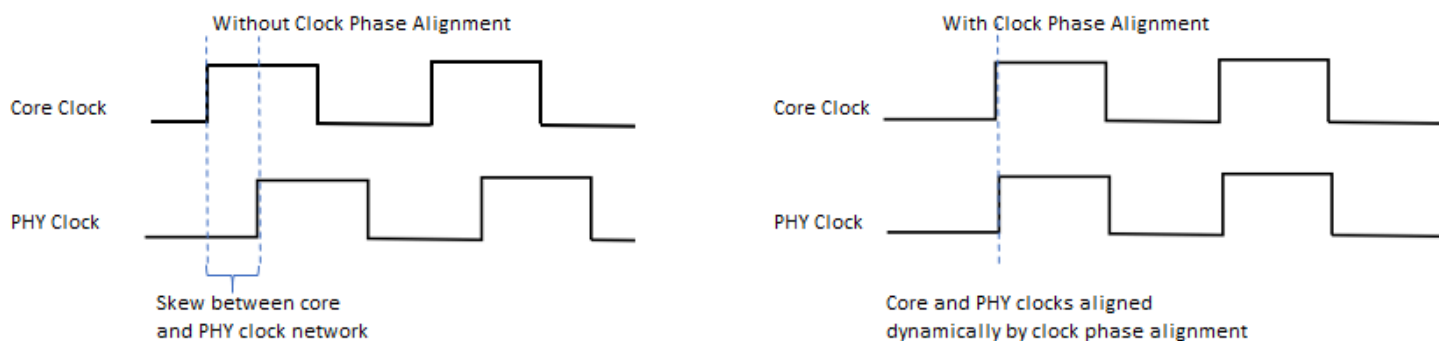 Without Clock Phase Alignment
Core Clock
PHY Clock
Skew between core
and PHY clock network
With Clock Phase Alignment
Core Clock
PHY Clock
Core and PHY clocks aligned
dynamically by clock phase alignment